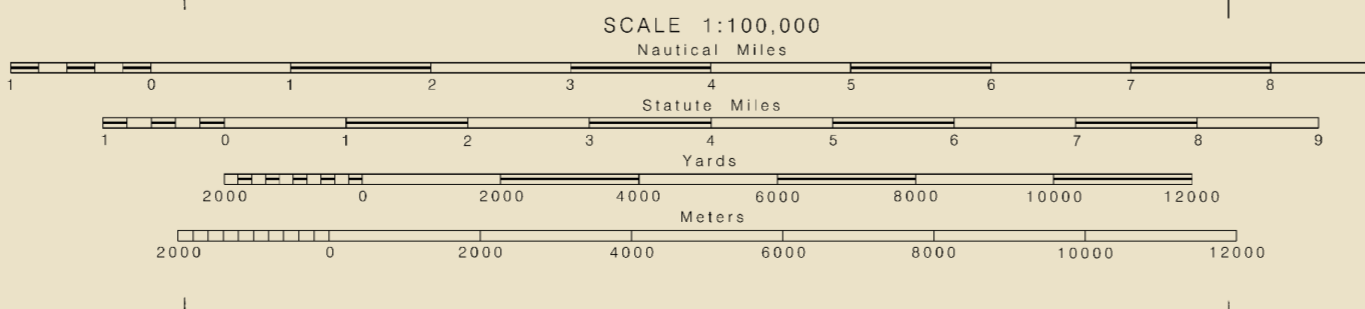 SCALE 1:100,000
Nautical Miles
1 0 1 2 3 4 5 6 7 8
Statute Miles
1 0 1 2 3 4 5 6 7 8 9
Yards
2000 0 2000 4000 6000 8000 10000 12000
Meters
2000 0 2000 4000 6000 8000 10000 12000